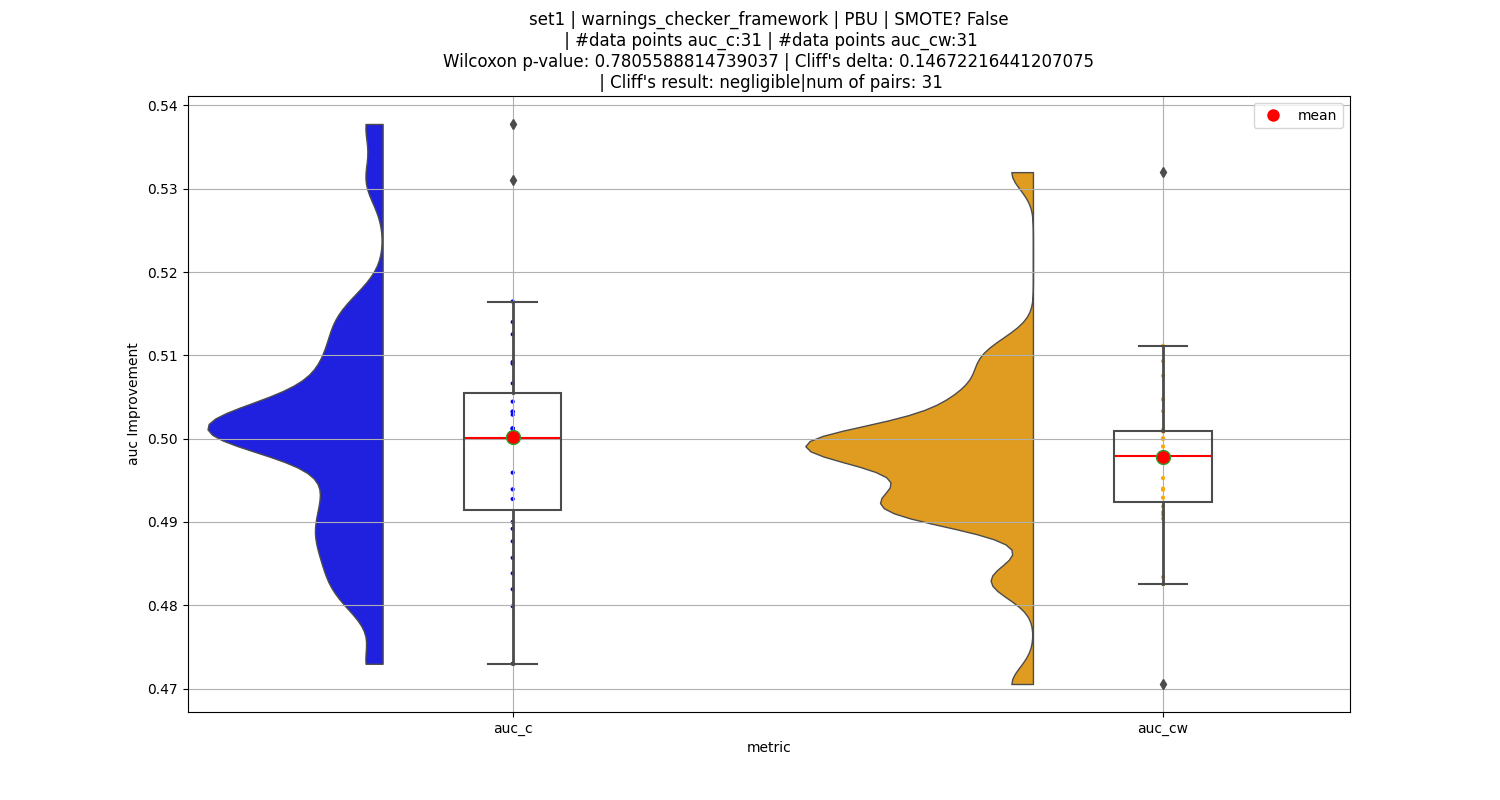 set1 | warnings_checker_framework | PBU | SMOTE? False
| #data points auc_c:31 | #data points auc_cw:31
Wilcoxon p-value: 0.7805588814739037 | Cliff's delta: 0.14672216441207075
| Cliff's result: negligible|num of pairs: 31
mean
0.54
0.53
0.52
0.51
0.50
0.49
0.48
0.47
auc Improvement
auc_c
auc_cw
metric